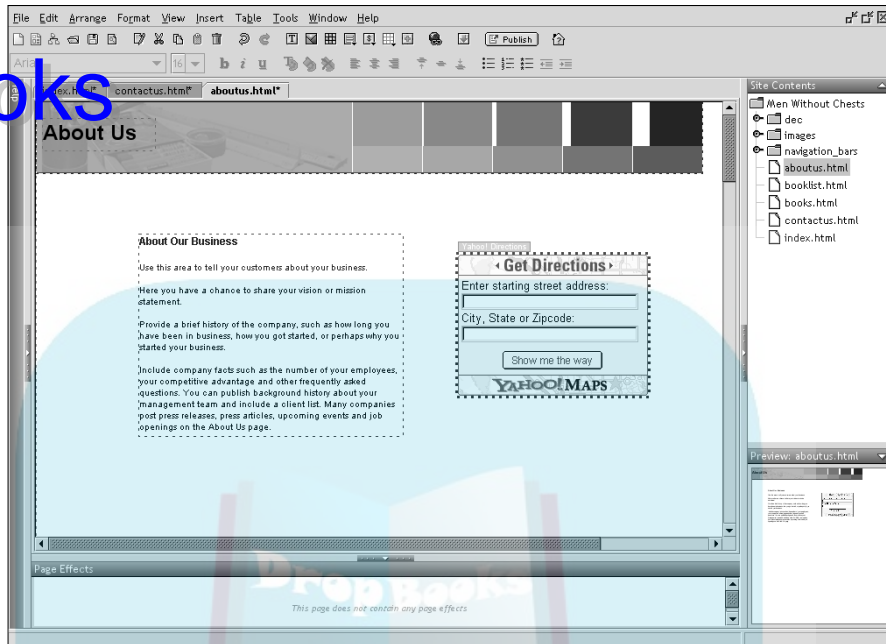 File Edit Arrange Format View Insert Table Tools Window Help
Publish
16
b i u
oks
index.html* contactus.html* aboutus.html*
About Us
About Our Business
Use this area to tell your customers about your business.
Here you have a chance to share your vision or mission
statement.
Provide a brief history of the company, such as how long you
have been in business, how you got started, or perhaps why you
started your business.
Include company facts such as the number of your employees,
your competitive advantage and other frequently asked
questions. You can publish background history about your
management team and include a client list. Many companies
post press releases, press articles, upcoming events and job
openings on the About Us page.
Yahoo! Directions
Get Directions
Enter starting street address:
City, State or Zipcode:
Show me the way
YAHOO! MAPS
Site Contents
Men Without Chests
dec
images
navigation_bars
aboutus.html
booklist.html
books.html
contactus.html
index.html
Preview: aboutus.html
Page Effects
DropBooks
This page does not contain any page effects